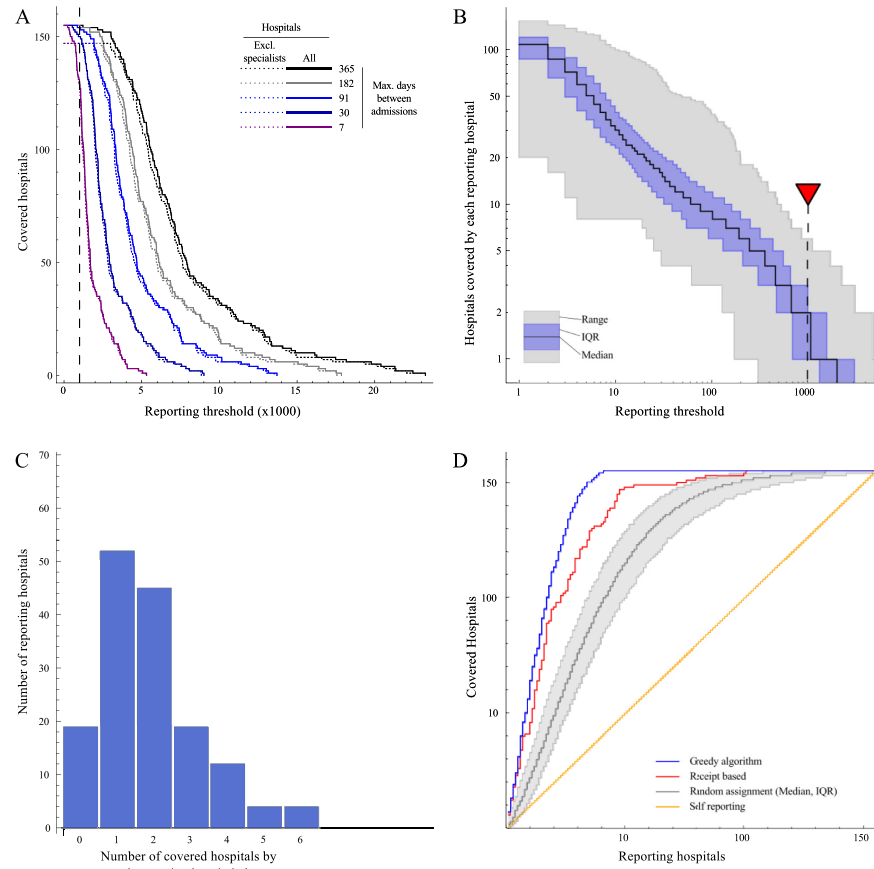 A
Hospitals
Excl.
specialists
All
365
182
91
30
7
Max. days
between
admissions
Covered hospitals
150
100
50
0
0
5
10
15
20
Reporting threshold (x1000)
B
Hospitals covered by each reporting hospital
100
50
20
10
5
2
1
Range
IQR
Median
1
10
100
1000
Reporting threshold
C
Number of reporting hospitals
70
60
50
40
30
20
10
0
0
1
2
3
4
5
6
Number of covered hospitals by
D
Covered Hospitals
150
100
10
Greedy algorithm
Receipt based
Random assignment (Median, IQR)
Self reporting
10
100
150
Reporting hospitals